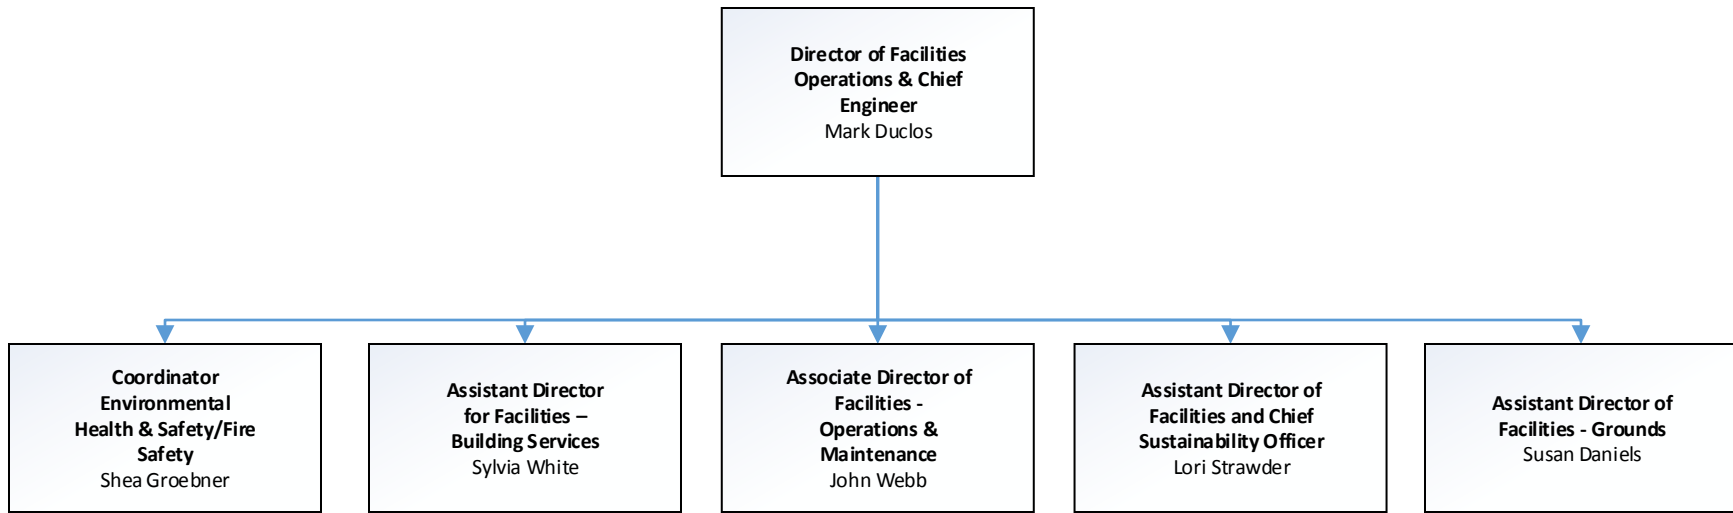 Director of Facilities
Operations & Chief
Engineer
Mark Duclos
Coordinator
Environmental
Health & Safety/Fire
Safety
Shea Groebner
Assistant Director
for Facilities –
Building Services
Sylvia White
Associate Director of
Facilities -
Operations &
Maintenance
John Webb
Assistant Director of
Facilities and Chief
Sustainability Officer
Lori Strawder
Assistant Director of
Facilities - Grounds
Susan Daniels